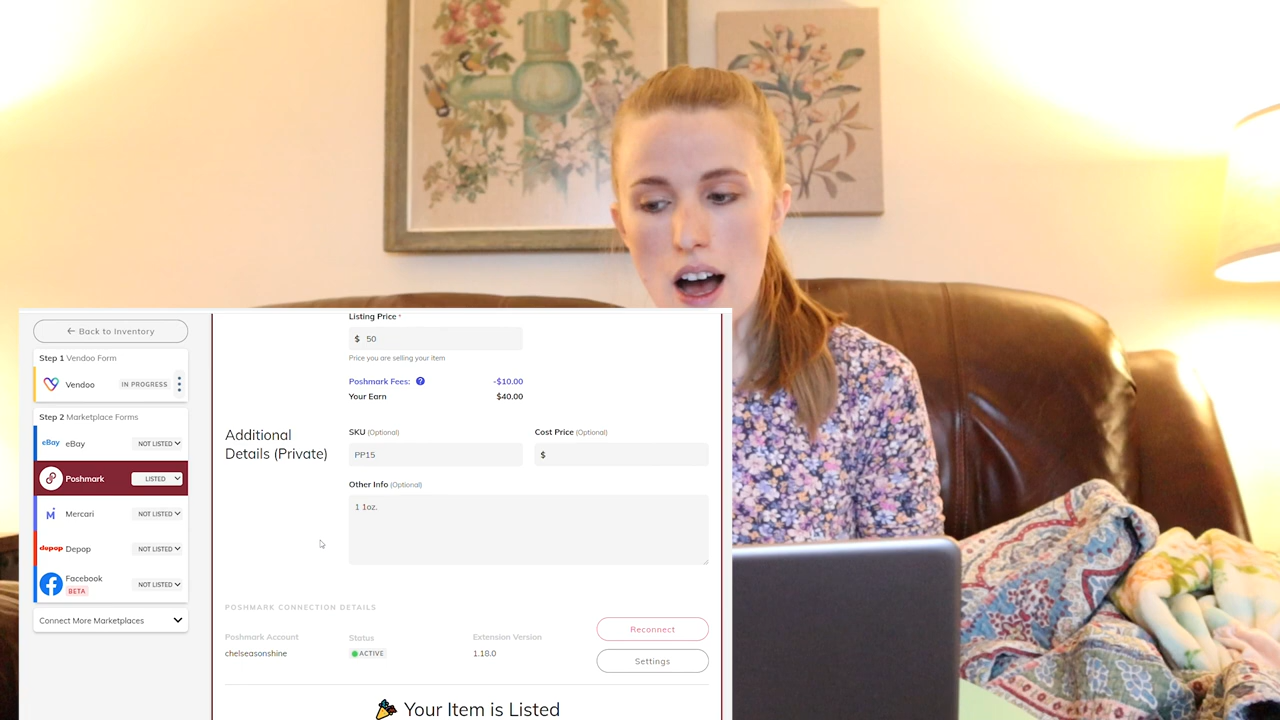 ← Back to Inventory
Step 1 Vendoo Form
Vendoo IN PROGRESS
Step 2 Marketplace Forms
eBay eBay NOT LISTED
Poshmark LISTED
Mercari NOT LISTED
depop Depop NOT LISTED
Facebook NOT LISTED
BETA
Connect More Marketplaces
Listing Price *
$ 50
Price you are selling your item
Poshmark Fees: ? -$10.00
Your Earn $40.00
Additional
Details (Private)
SKU (Optional) Cost Price (Optional)
PP15 $
Other Info (Optional)
1 1oz.
POSHMARK CONNECTION DETAILS
Poshmark Account Status Extension Version
chelseasonshine ACTIVE 1.18.0
Reconnect
Settings
Your Item is Listed